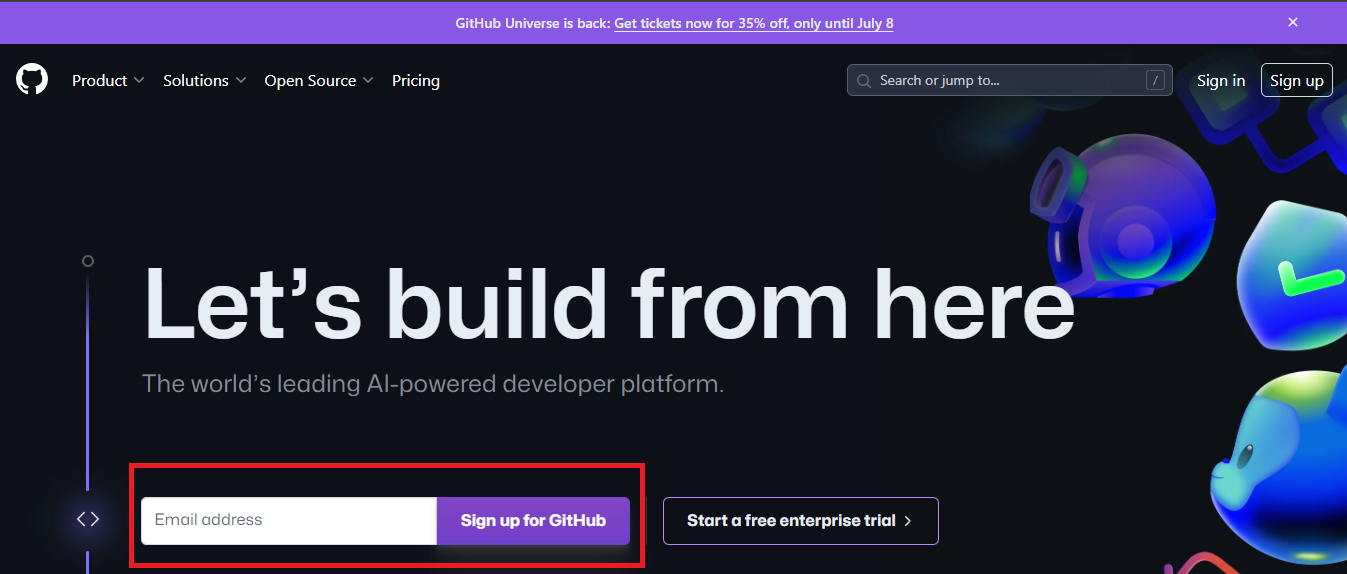 GitHub Universe is back: Get tickets now for 35% off, only until July 8
Product Solutions Open Source Pricing Search or jump to... / Sign in Sign up
Let’s build from here
The world’s leading AI-powered developer platform.
Email address Sign up for GitHub Start a free enterprise trial